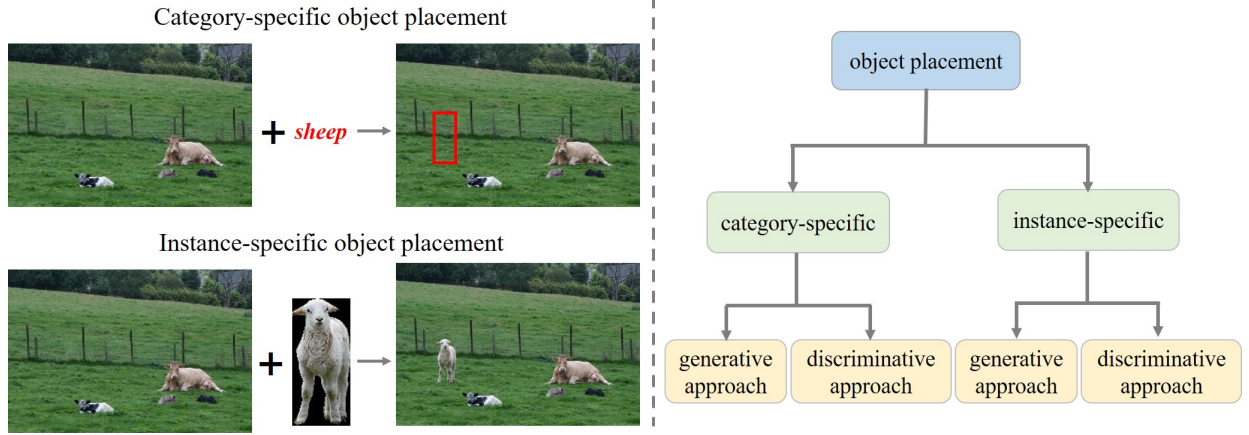 Category-specific object placement
+ sheep
Instance-specific object placement
+
object placement
category-specific
instance-specific
generative
approach
discriminative
approach
generative
approach
discriminative
approach